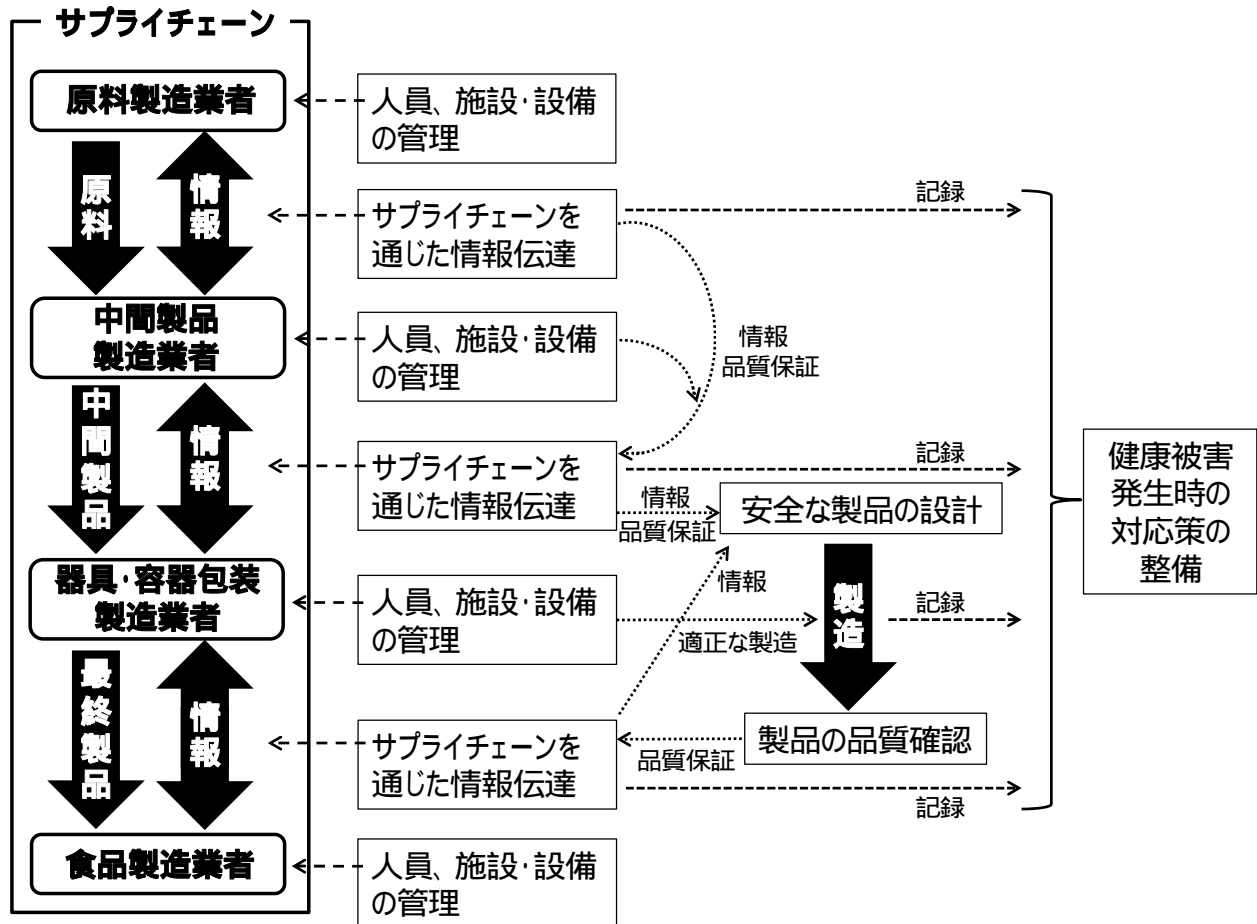 サプライチェーン
原料製造業者
人員、施設・設備
の管理
原料
情報
サプライチェーンを
通じた情報伝達
記録
中間製品
製造業者
人員、施設・設備
の管理
情報
品質保証
中間製品
情報
サプライチェーンを
通じた情報伝達
記録
情報
品質保証
安全な製品の設計
健康被害
発生時の
対応策の
整備
器具・容器包装
製造業者
人員、施設・設備
の管理
情報
適正な製造
製造
記録
最終製品
情報
サプライチェーンを
通じた情報伝達
品質保証
製品の品質確認
記録
食品製造業者
人員、施設・設備
の管理